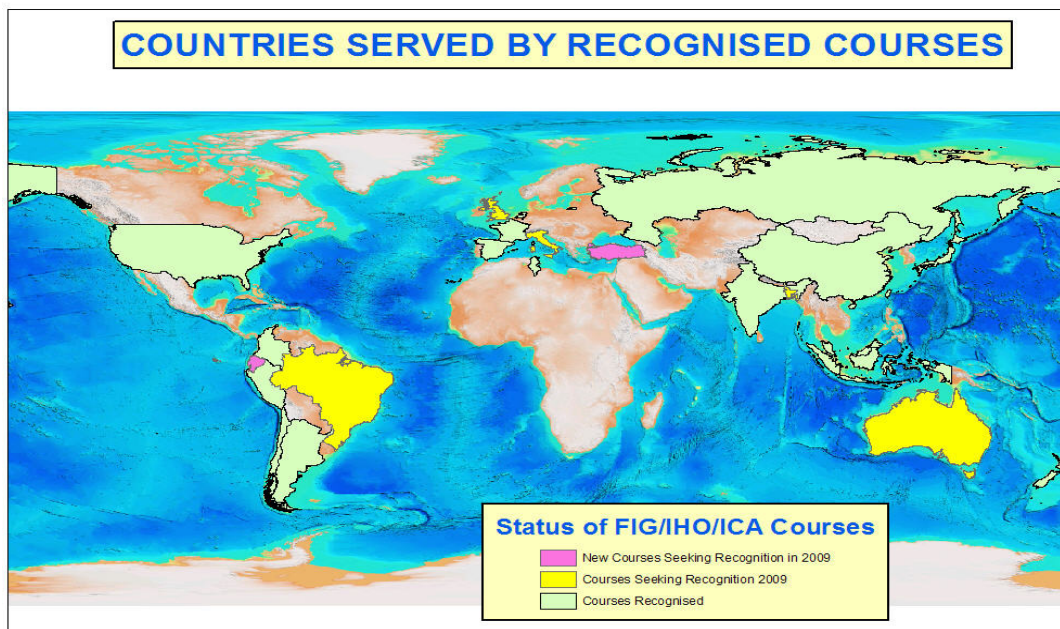 COUNTRIES SERVED BY RECOGNISED COURSES
Status of FIG/IHO/ICA Courses
New Courses Seeking Recognition in 2009
Courses Seeking Recognition 2009
Courses Recognised